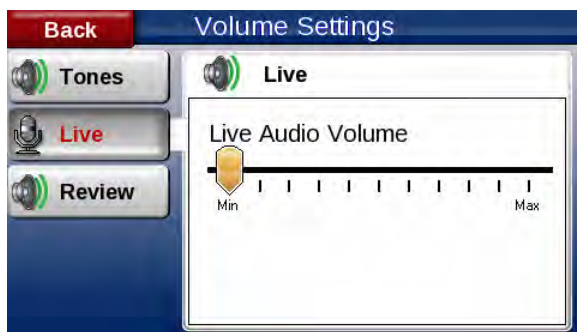 Back
Volume Settings
Tones
Live
Review
Live
Live Audio Volume
Min
Max